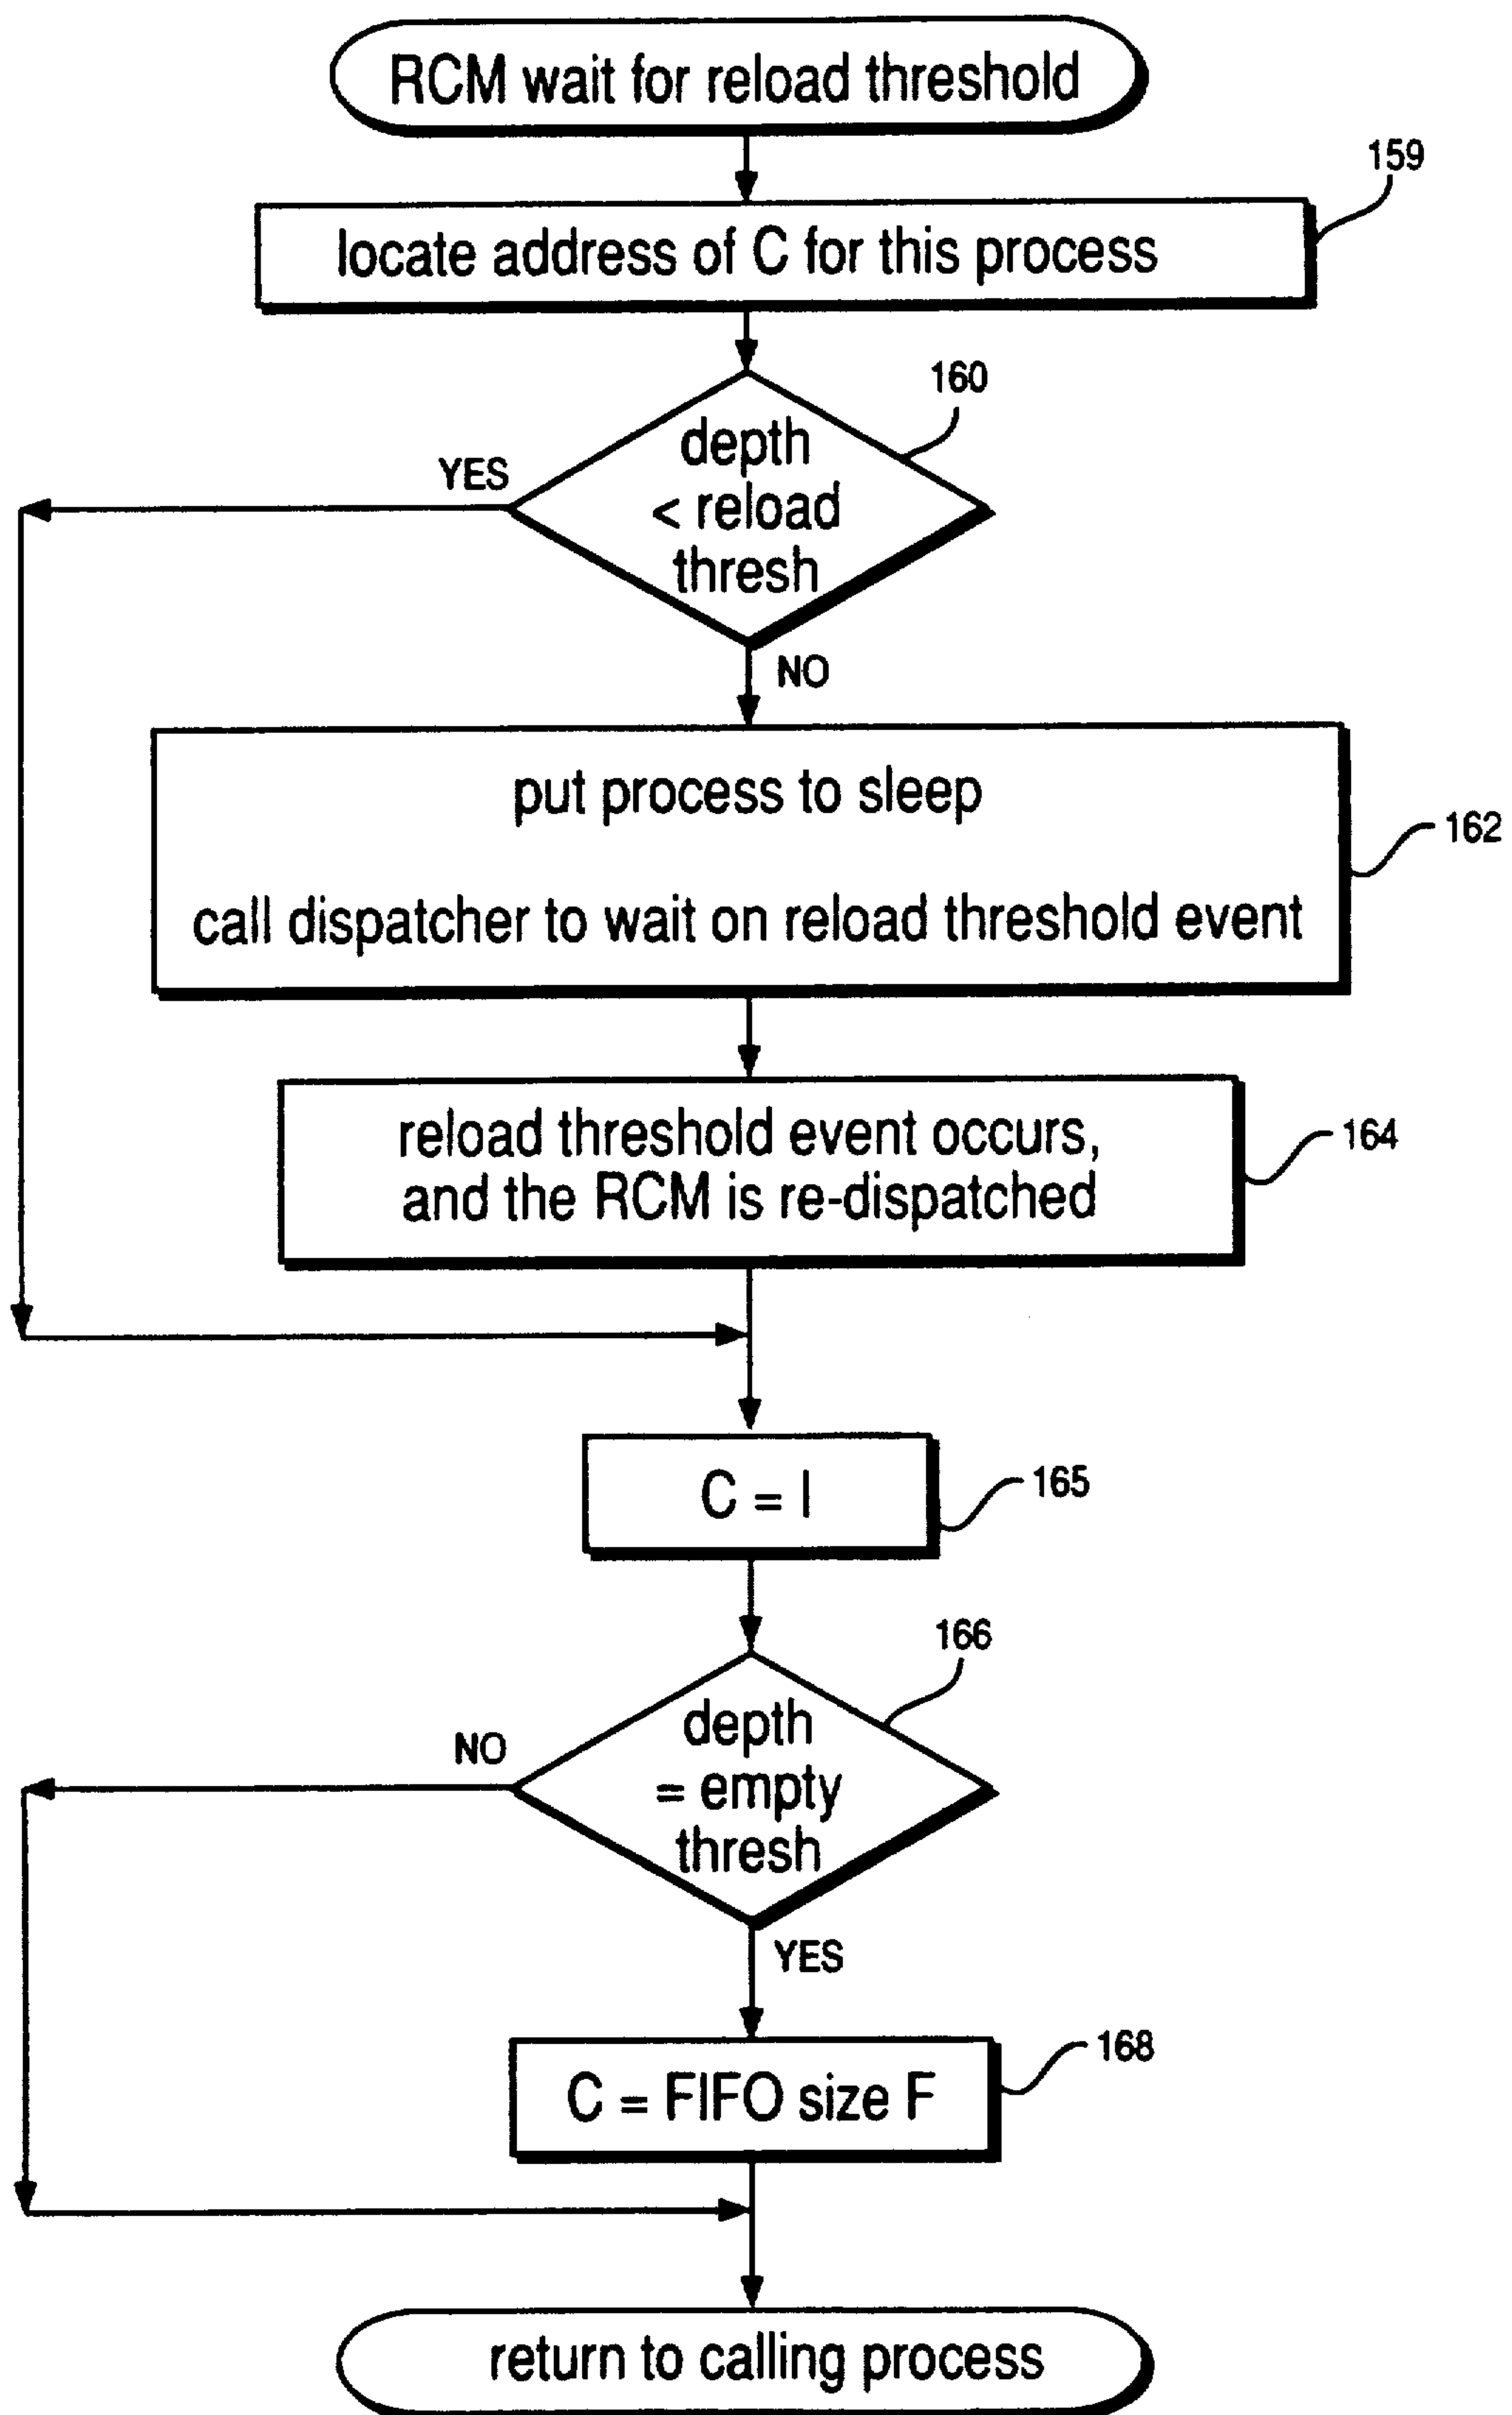 RCM wait for reload threshold
159
locate address of C for this process
160
depth
< reload
thresh
YES
NO
put process to sleep
162
call dispatcher to wait on reload threshold event
reload threshold event occurs,
164
and the RCM is re-dispatched
C = I
165
166
depth
= empty
thresh
NO
YES
168
C = FIFO size F
return to calling process